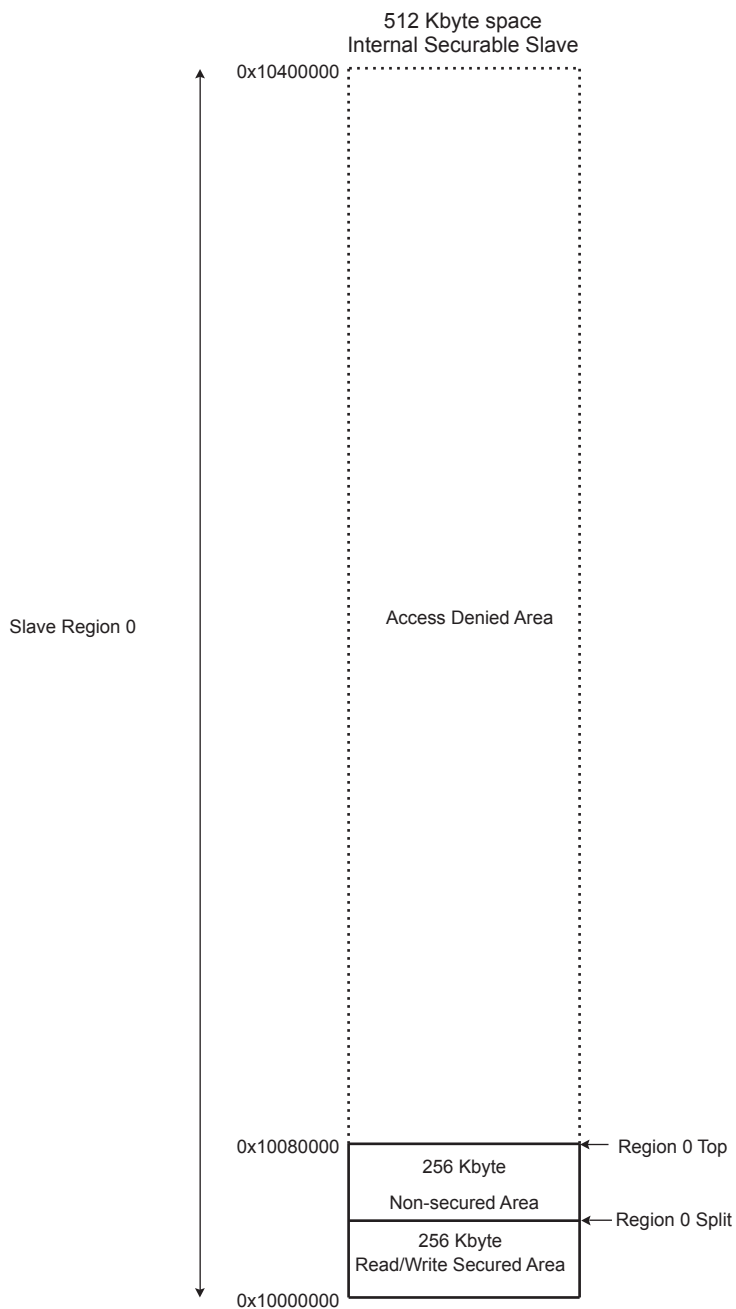 512 Kbyte space
Internal Securable Slave
0x10400000
Access Denied Area
Slave Region 0
0x10080000
Region 0 Top
256 Kbyte
Non-secured Area
Region 0 Split
256 Kbyte
Read/Write Secured Area
0x10000000